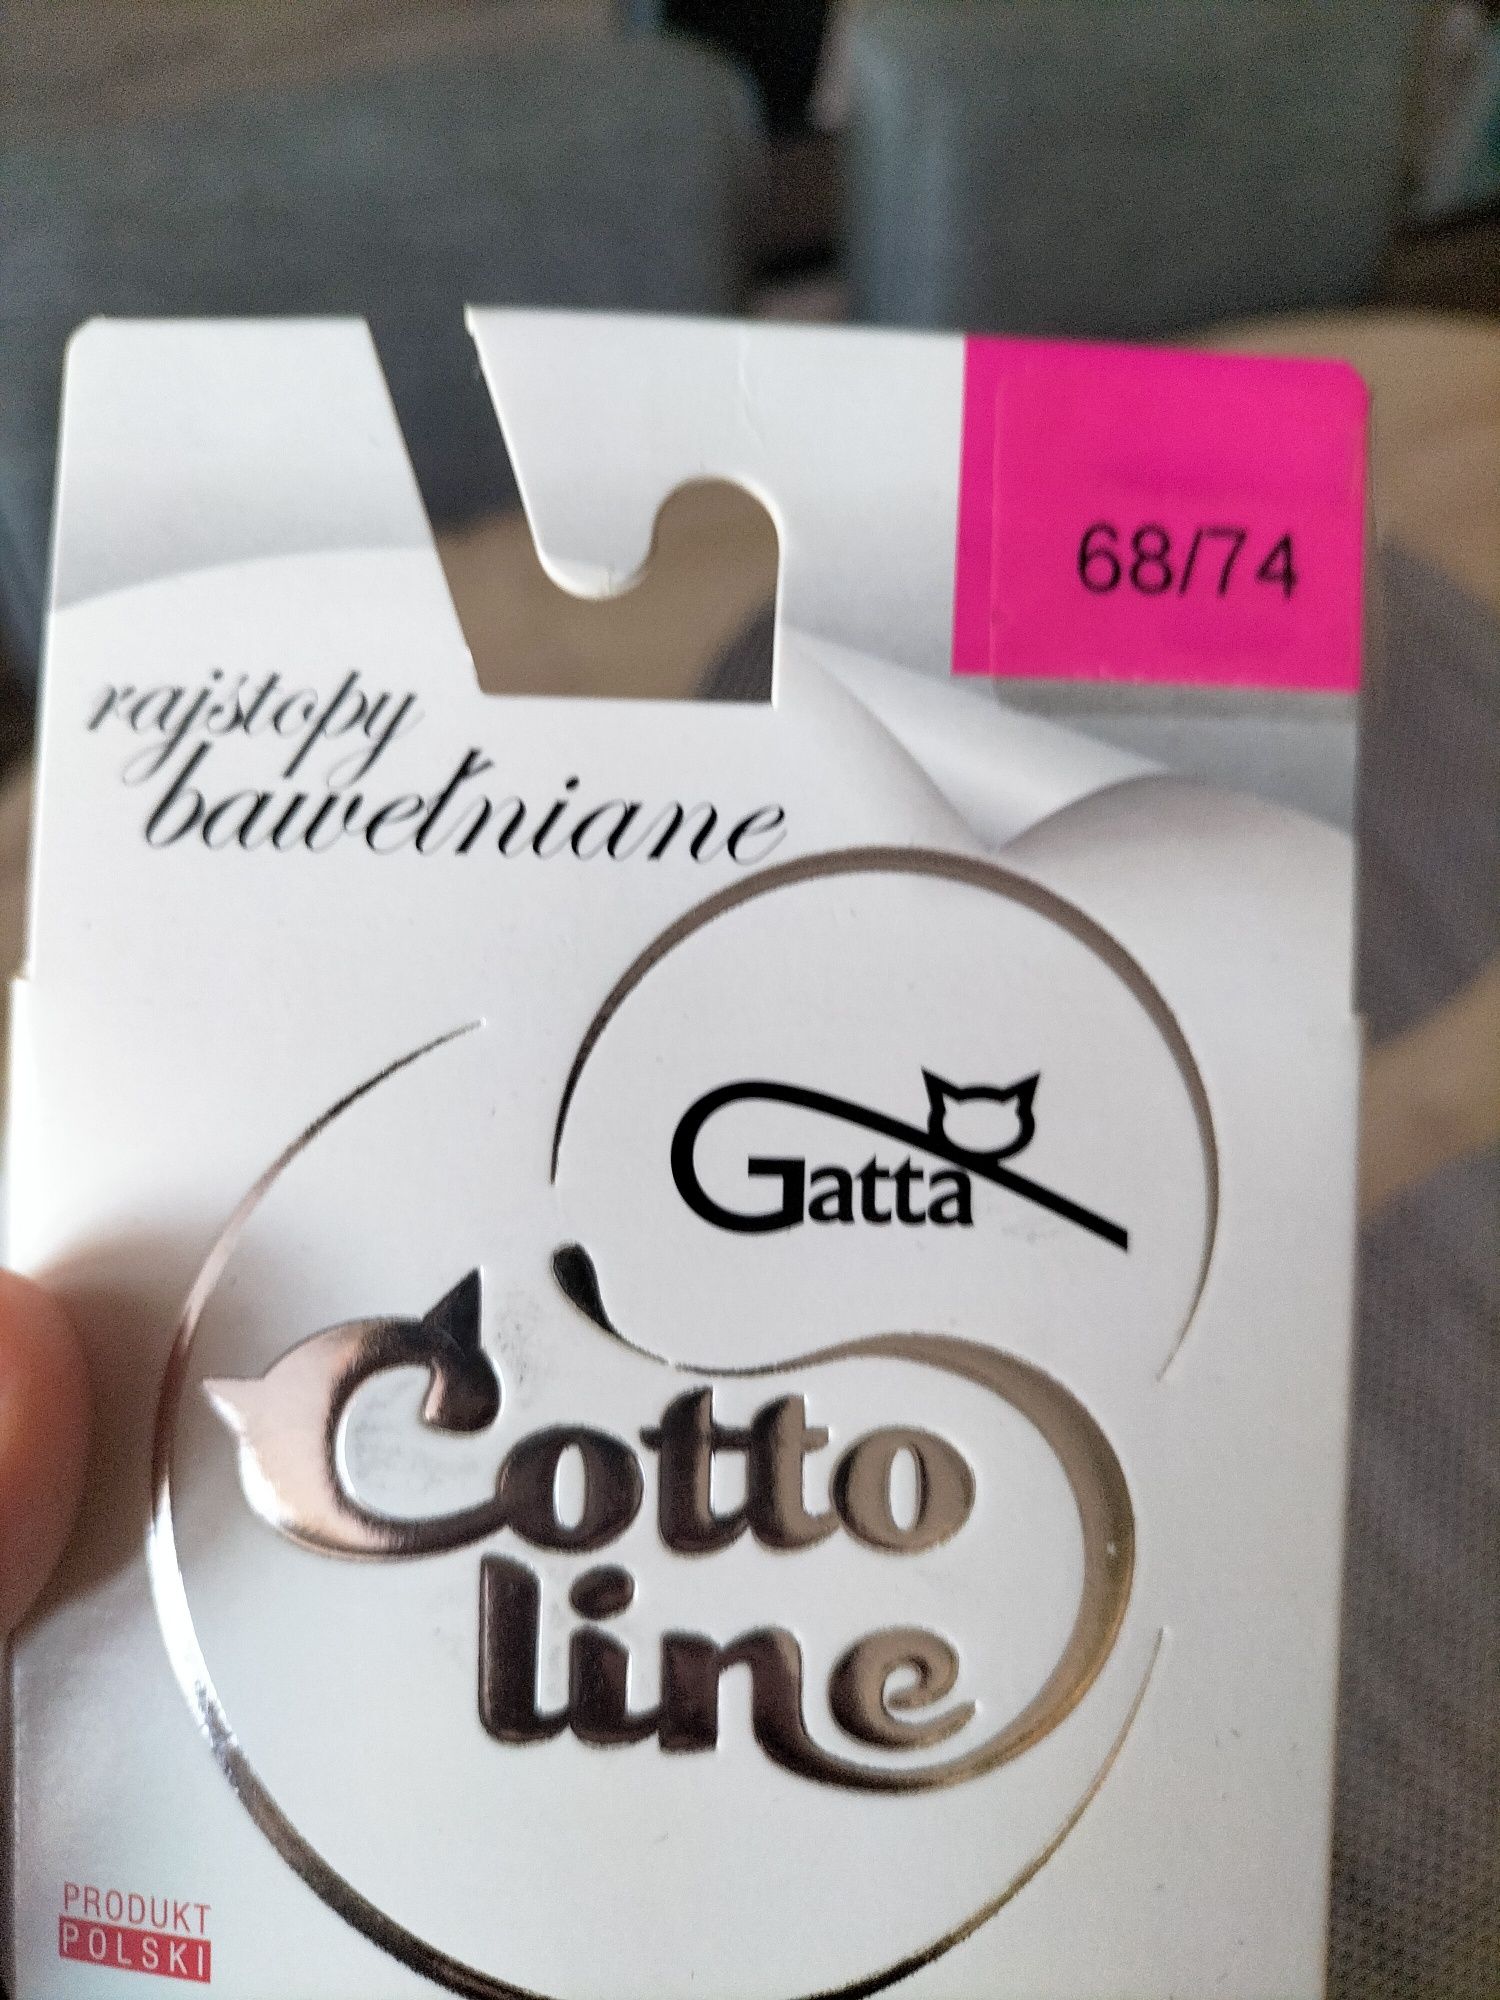 68/74
rajstopy
bawełniane
Gatta
Cotto
line
PRODUKT
POLSKI